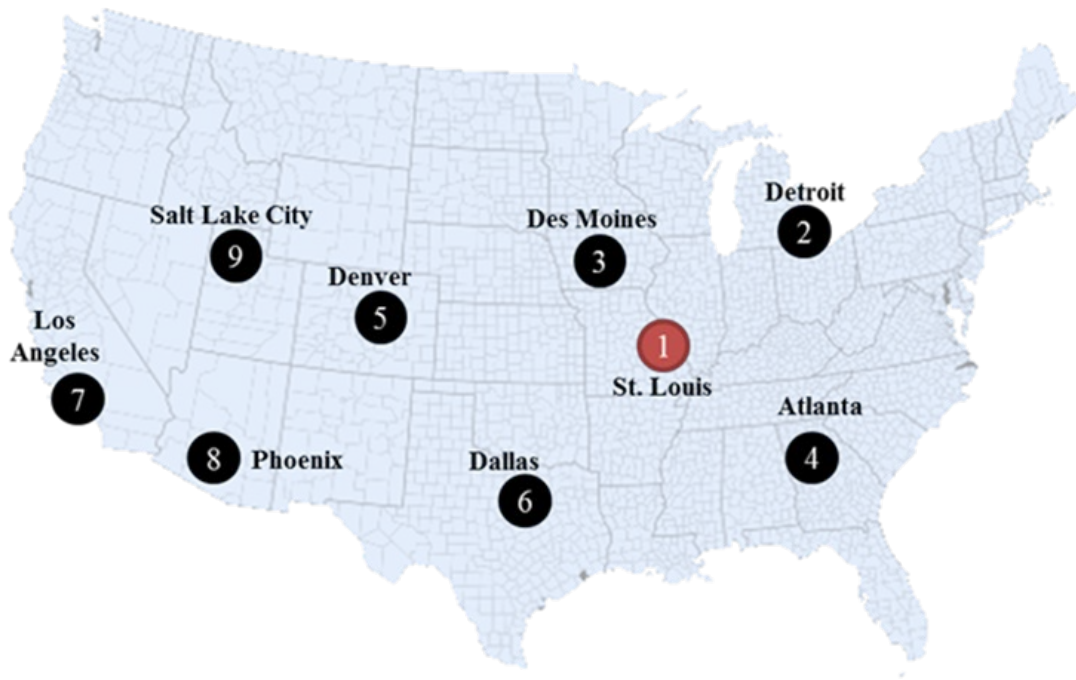 Detroit
2
Salt Lake City
9
Des Moines
3
Denver
5
Los
Angeles
7
1
St. Louis
Atlanta
4
8
Phoenix
Dallas
6